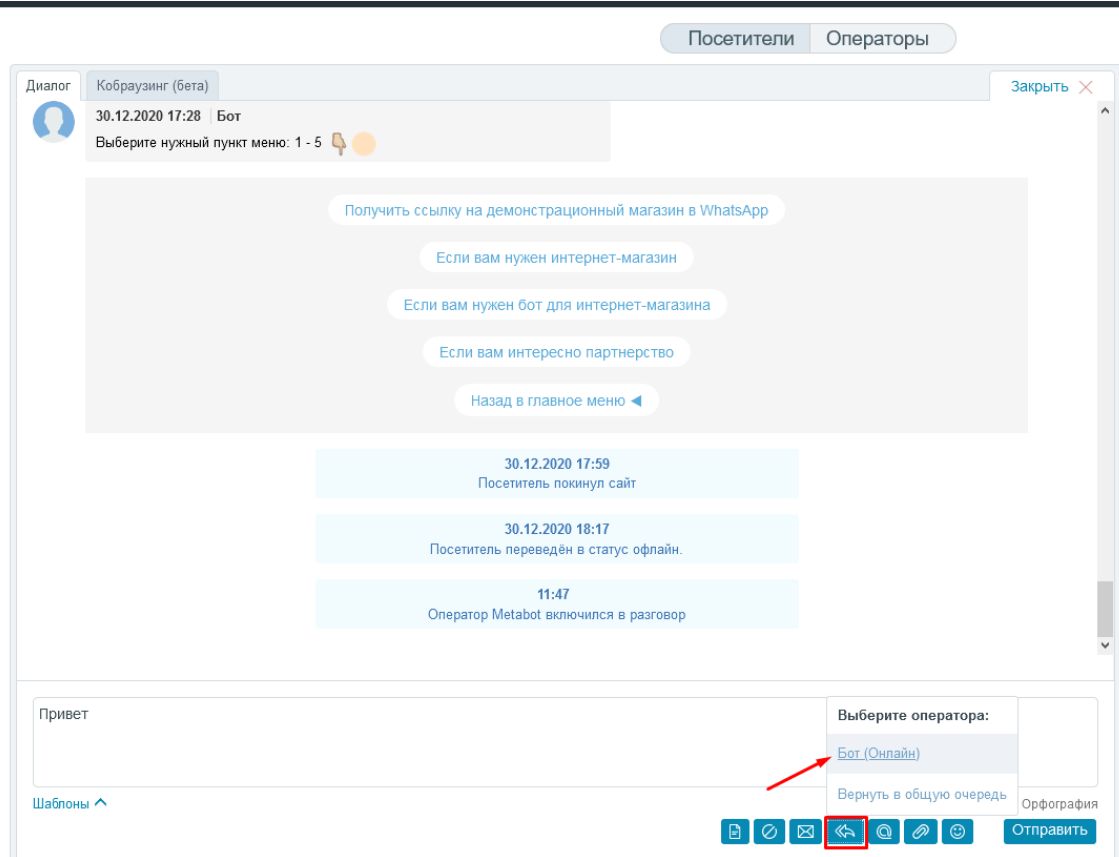 Посетители Операторы
Диалог Кобраузинг (бета) Закрыть
30.12.2020 17:28 Бот
Выберите нужный пункт меню: 1 - 5
Получить ссылку на демонстрационный магазин в WhatsApp
Если вам нужен интернет-магазин
Если вам нужен бот для интернет-магазина
Если вам интересно партнерство
Назад в главное меню
30.12.2020 17:59
Посетитель покинул сайт
30.12.2020 18:17
Посетитель переведён в статус офлайн.
11:47
Оператор Metabot включился в разговор
Привет
Выберите оператора:
Бот (Онлайн)
Вернуть в общую очередь
Шаблоны Орфография
Отправить